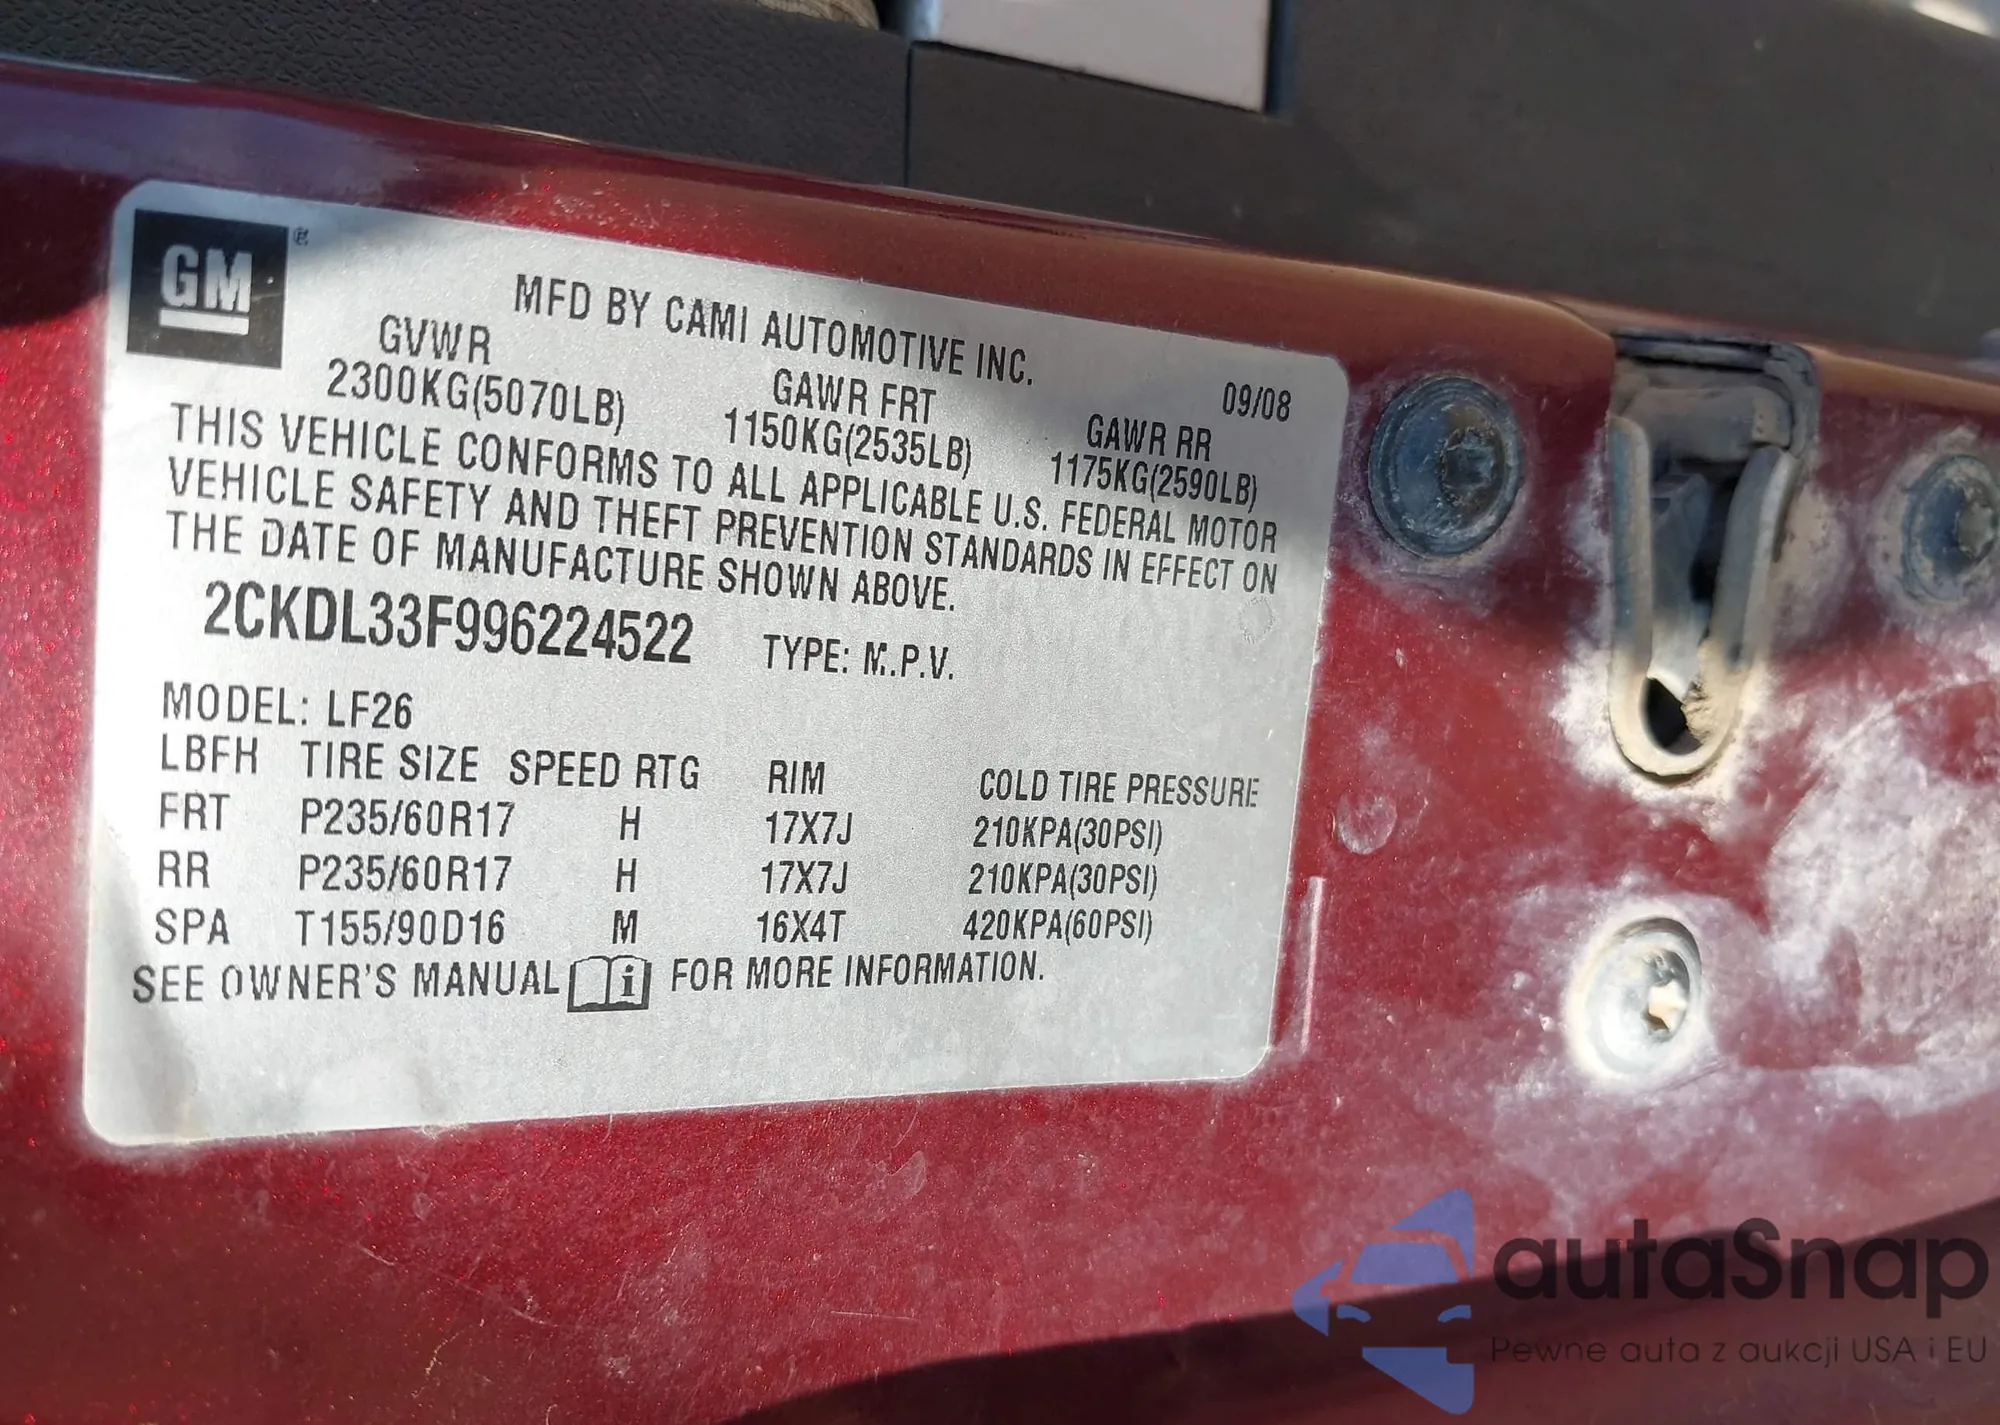 GM ®
MFD BY CAMI AUTOMOTIVE INC.
09/08
GVWR GAWR FRT GAWR RR
2300KG(5070LB) 1150KG(2535LB) 1175KG(2590LB)
THIS VEHICLE CONFORMS TO ALL APPLICABLE U.S. FEDERAL MOTOR
VEHICLE SAFETY AND THEFT PREVENTION STANDARDS IN EFFECT ON
THE DATE OF MANUFACTURE SHOWN ABOVE.
2CKDL33F996224522 TYPE: M.P.V.
MODEL: LF26
LBFH TIRE SIZE SPEED RTG RIM COLD TIRE PRESSURE
FRT P235/60R17 H 17X7J 210KPA(30PSI)
RR P235/60R17 H 17X7J 210KPA(30PSI)
SPA T155/90D16 M 16X4T 420KPA(60PSI)
SEE OWNER'S MANUAL i FOR MORE INFORMATION.
autaSnap
Pewne auta z aukcji USA i EU